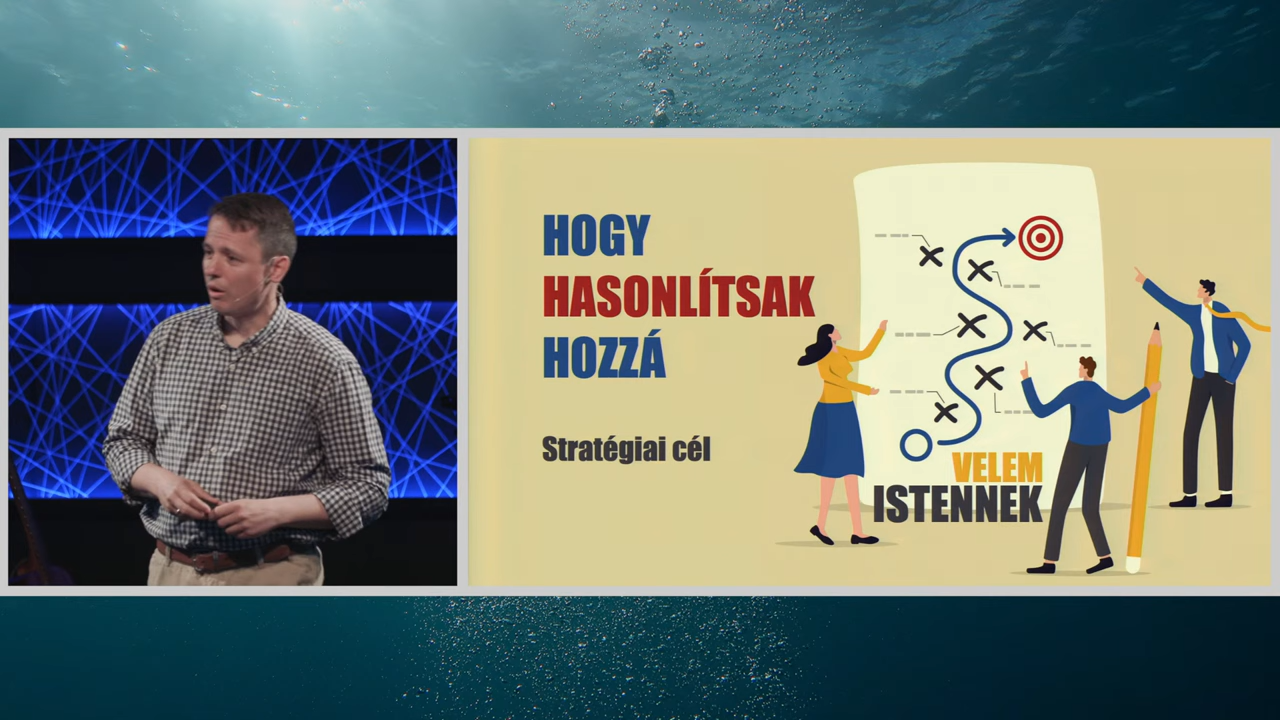 HOGY
HASONLÍTSAK
HOZZÁ
Stratégiai cél
VELEM
ISTENNEK